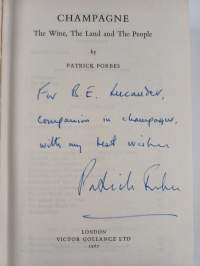 CHAMPAGNE
The Wine, The Land and The People
by
PATRICK FORBES
For B.E. Lucander,
companion in champagne,
with my best wishes
Patrick Forbes
LONDON
VICTOR GOLLANCZ LTD
1967